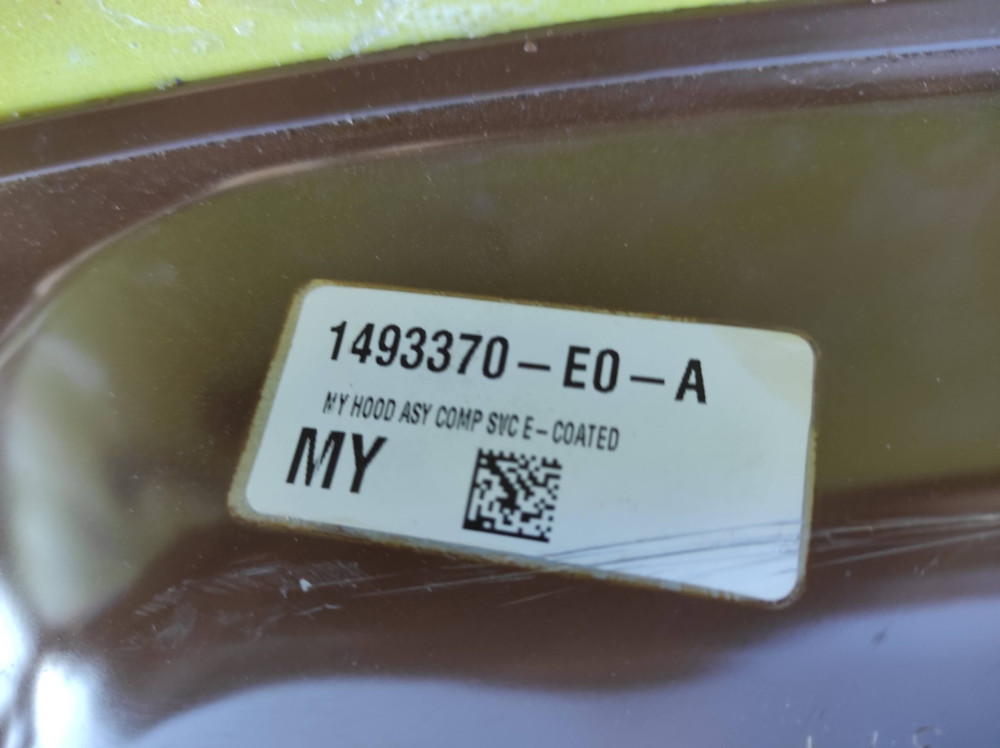 1493370-E0-A
MY HOOD ASY COMP SVC E-COATED
MY